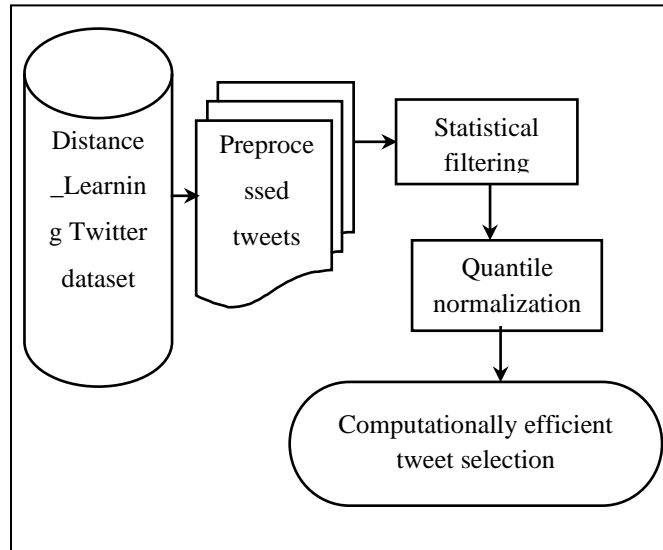 Distance
_Learnin
g Twitter
dataset
Preproce
ssed
tweets
Statistical
filtering
Quantile
normalization
Computationally efficient
tweet selection